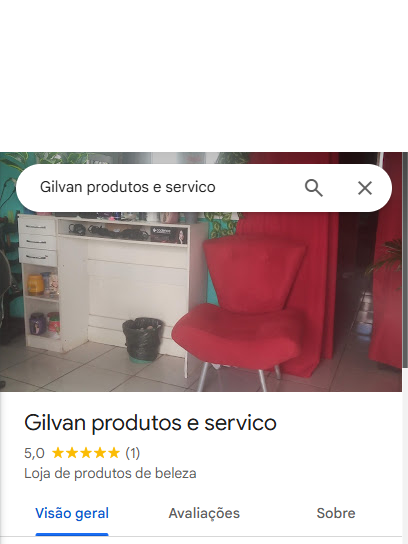 Gilvan produtos e servico
Gilvan produtos e servico
5,0 (1)
Loja de produtos de beleza
Visão geral
Avaliações
Sobre